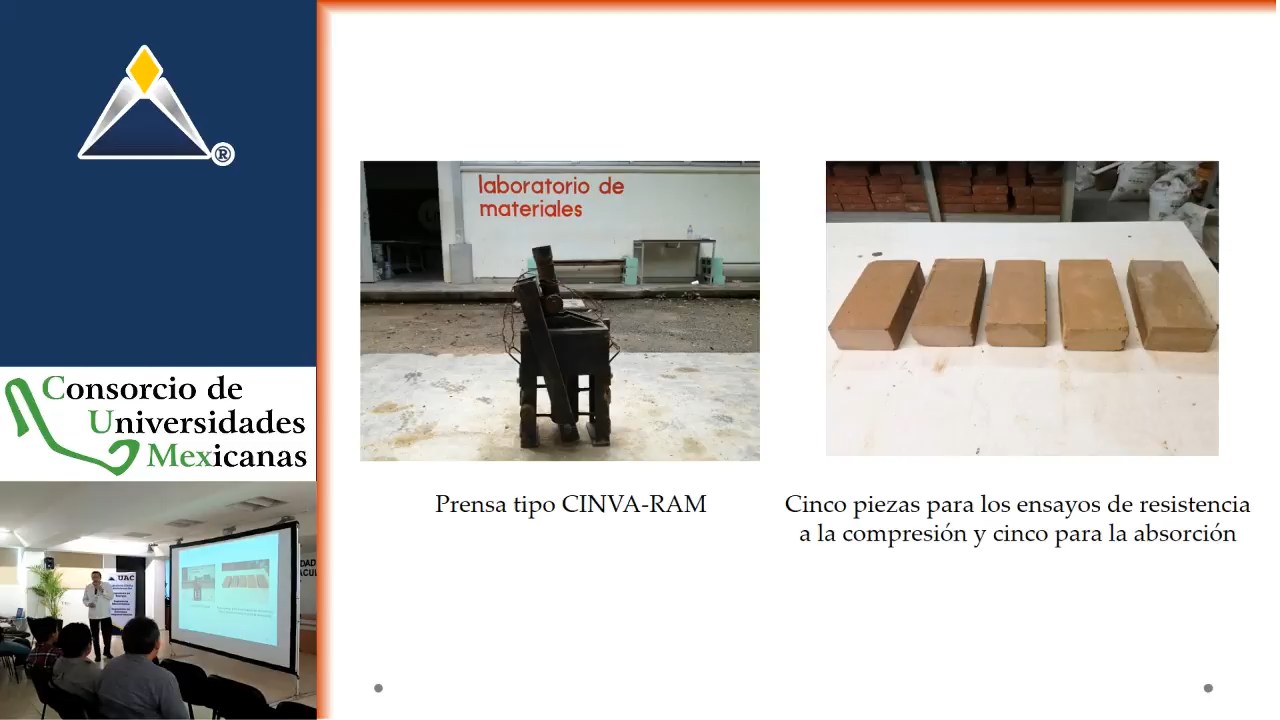 ®
Consorcio de
Universidades
Mexicanas
UAC
laboratorio de
materiales
Prensa tipo CINVA-RAM
Cinco piezas para los ensayos de resistencia
a la compresión y cinco para la absorción